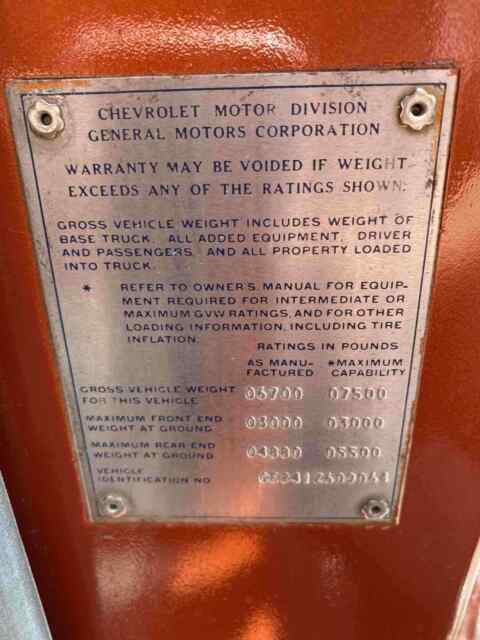 CHEVROLET MOTOR DIVISION
GENERAL MOTORS CORPORATION
WARRANTY MAY BE VOIDED IF WEIGHT
EXCEEDS ANY OF THE RATINGS SHOWN:
GROSS VEHICLE WEIGHT INCLUDES WEIGHT OF
BASE TRUCK, ALL ADDED EQUIPMENT, DRIVER
AND PASSENGERS, AND ALL PROPERTY LOADED
INTO TRUCK.
* REFER TO OWNER'S MANUAL FOR EQUIP-
MENT REQUIRED FOR INTERMEDIATE OR
MAXIMUM GVW RATINGS, AND FOR OTHER
LOADING INFORMATION, INCLUDING TIRE
INFLATION.
RATINGS IN POUNDS
AS MANU- *MAXIMUM
FACTURED CAPABILITY
GROSS VEHICLE WEIGHT
FOR THIS VEHICLE 07500
MAXIMUM FRONT END
WEIGHT AT GROUND 03000 03000
MAXIMUM REAR END
WEIGHT AT GROUND
VEHICLE
IDENTIFICATION NO.